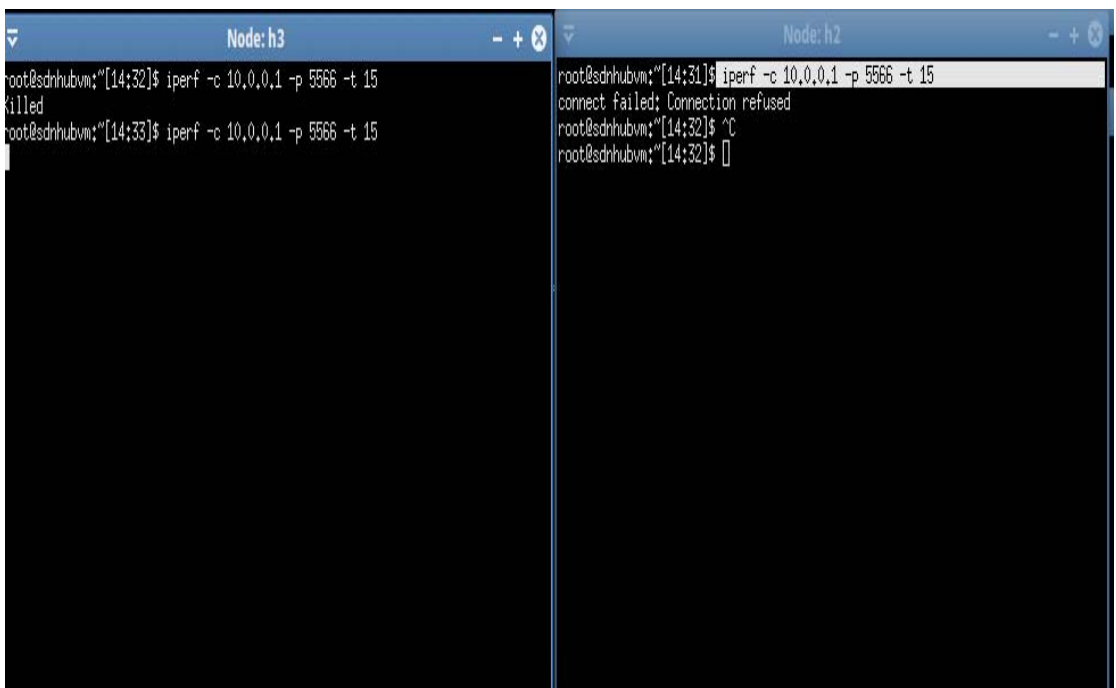 Node: h3
root@sdnhubvm:~[14:32]$ iperf -c 10.0.0.1 -p 5566 -t 15
Killed
root@sdnhubvm:~[14:33]$ iperf -c 10.0.0.1 -p 5566 -t 15
Node: h2
root@sdnhubvm:~[14:31]$ iperf -c 10.0.0.1 -p 5566 -t 15
connect failed: Connection refused
root@sdnhubvm:~[14:32]$ ^C
root@sdnhubvm:~[14:32]$